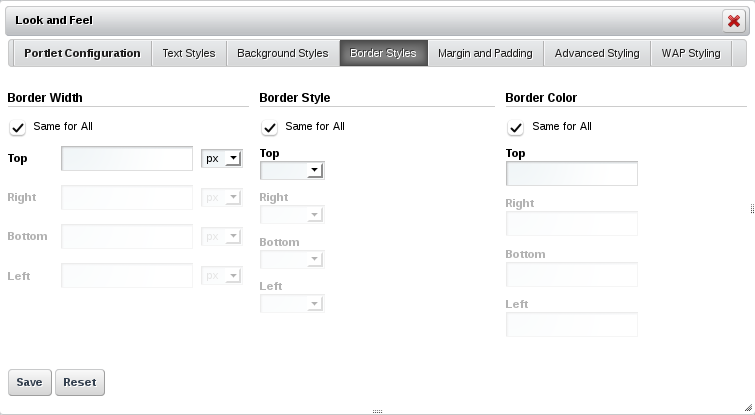 Look and Feel
Portlet Configuration Text Styles Background Styles Border Styles Margin and Padding Advanced Styling WAP Styling
Border Width Border Style Border Color
Same for All Same for All Same for All
Top px Top Top
Right px Right Right
Bottom px Bottom Bottom
Left px Left Left
Save Reset